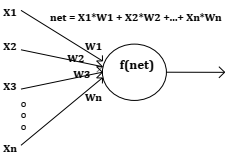 X1
net = X1*W1 + X2*W2 +...+ Xn*Wn
X2
W1
W2
f(net)
W3
X3
Wn
Xn